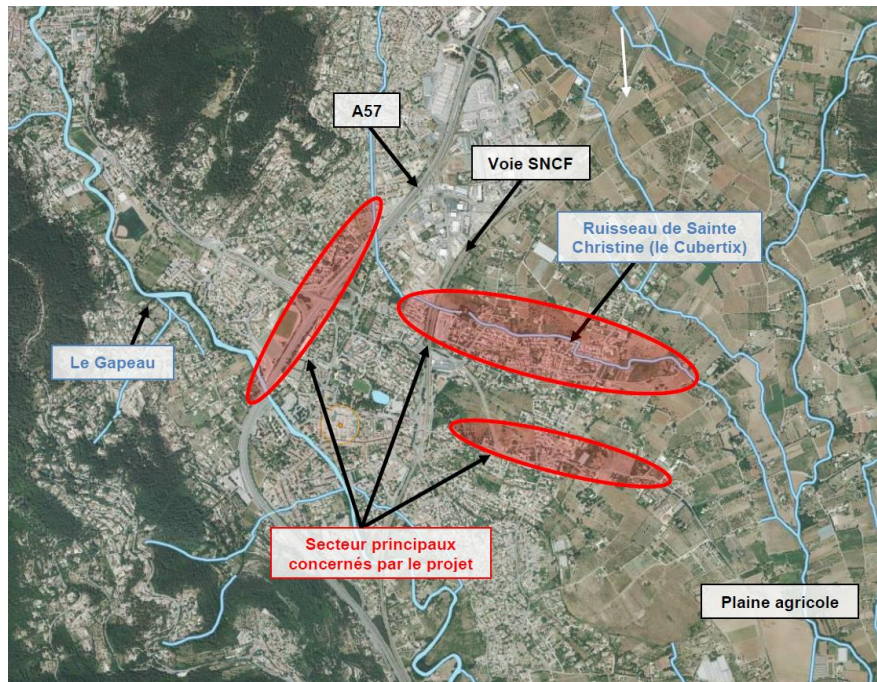 A57
Voie SNCF
Ruisseau de Sainte
Christine (le Cubertix)
Le Gapeau
Secteur principaux
concernés par le projet
Plaine agricole